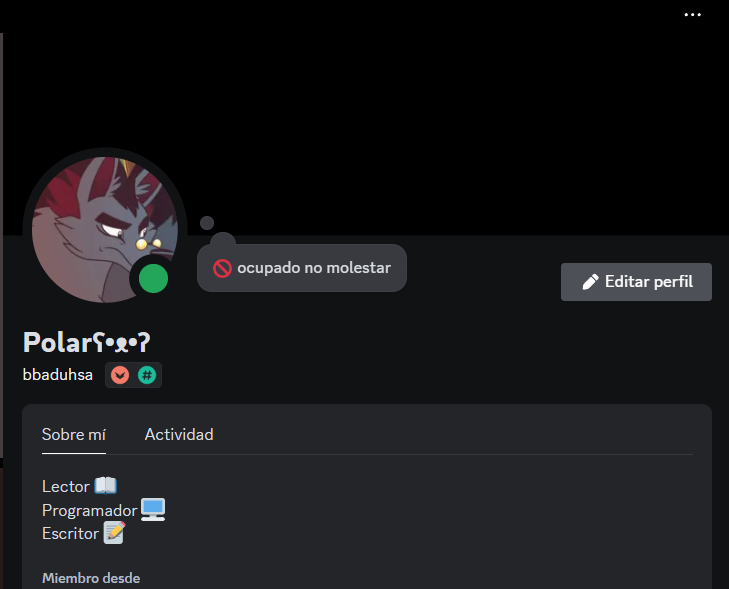 🚫 ocupado no molestar
Editar perfil
Polarʕ•ᴥ•ʔ
bbaduhsa
Sobre mí Actividad
Lector 📖
Programador 🖥️
Escritor 📝
Miembro desde